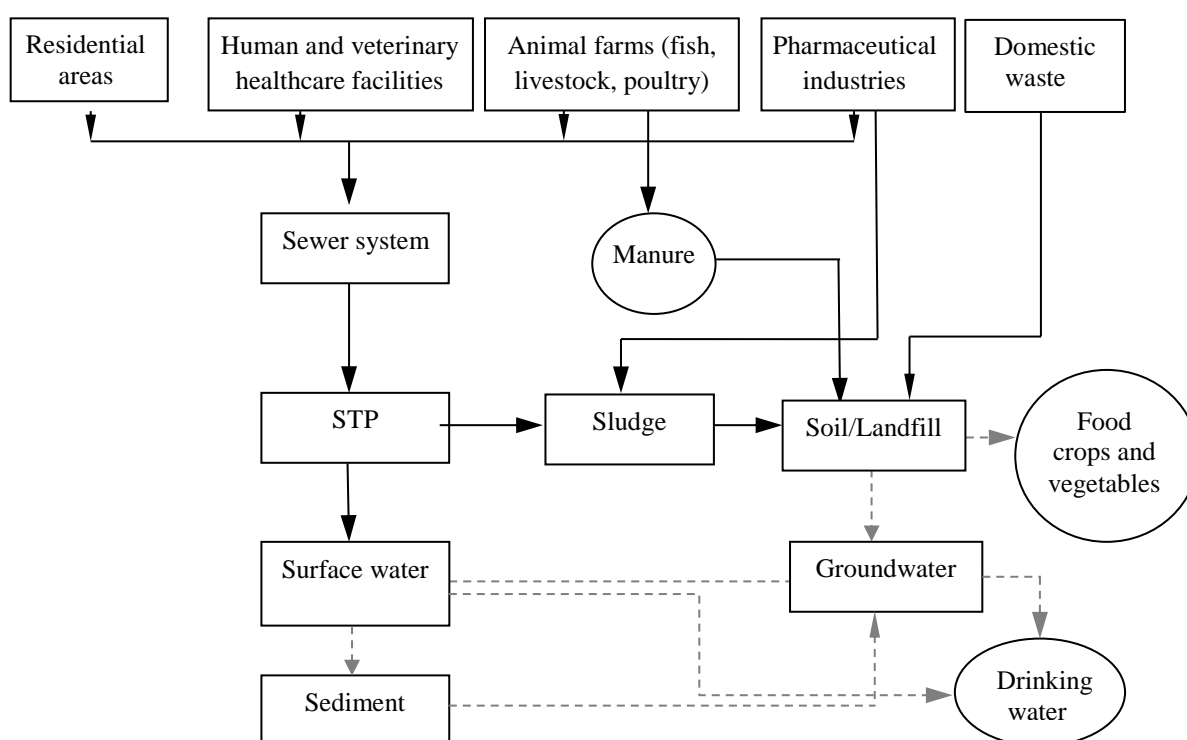 Residential
areas
Human and veterinary
healthcare facilities
Animal farms (fish,
livestock, poultry)
Pharmaceutical
industries
Domestic
waste
Sewer system
Manure
STP
Sludge
Soil/Landfill
Food
crops and
vegetables
Surface water
Groundwater
Sediment
Drinking
water